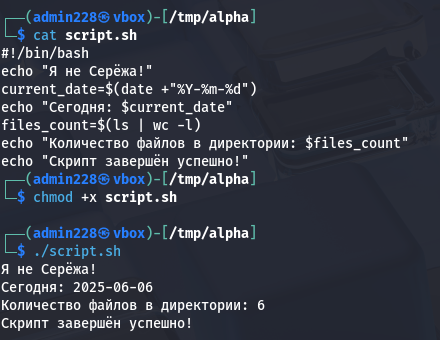 ┌──(admin228㉿vbox)-[/tmp/alpha]
└─$ cat script.sh
#!/bin/bash
echo "Я не Серёжа!"
current_date=$(date +"%Y-%m-%d")
echo "Сегодня: $current_date"
files_count=$(ls | wc -l)
echo "Количество файлов в директории: $files_count"
echo "Скрипт завершён успешно!"
┌──(admin228㉿vbox)-[/tmp/alpha]
└─$ chmod +x script.sh
┌──(admin228㉿vbox)-[/tmp/alpha]
└─$ ./script.sh
Я не Серёжа!
Сегодня: 2025-06-06
Количество файлов в директории: 6
Скрипт завершён успешно!